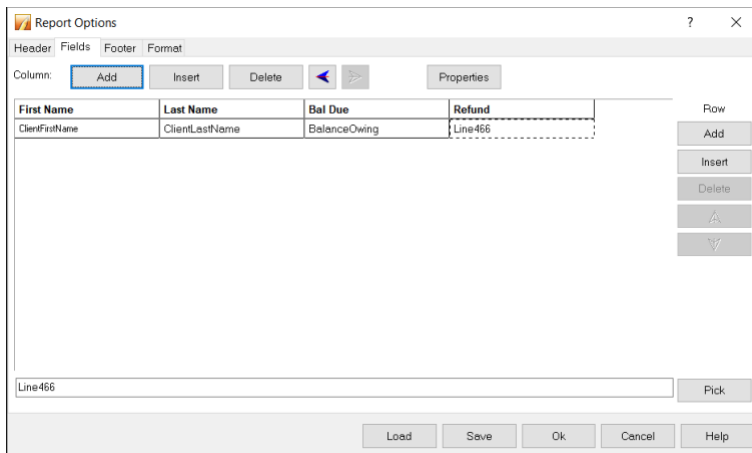 Report Options ?
Header Fields Footer Format
Column: Add Insert Delete Properties
First Name Last Name Bal Due Refund Row
ClientFirstName ClientLastName BalanceOwing Line466 Add
Insert
Delete
Line466 Pick
Load Save Ok Cancel Help